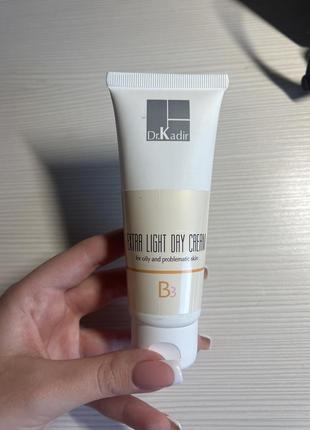 Dr.Kadir
EXTRA LIGHT DAY CREAM
for oily and problematic skin
B3